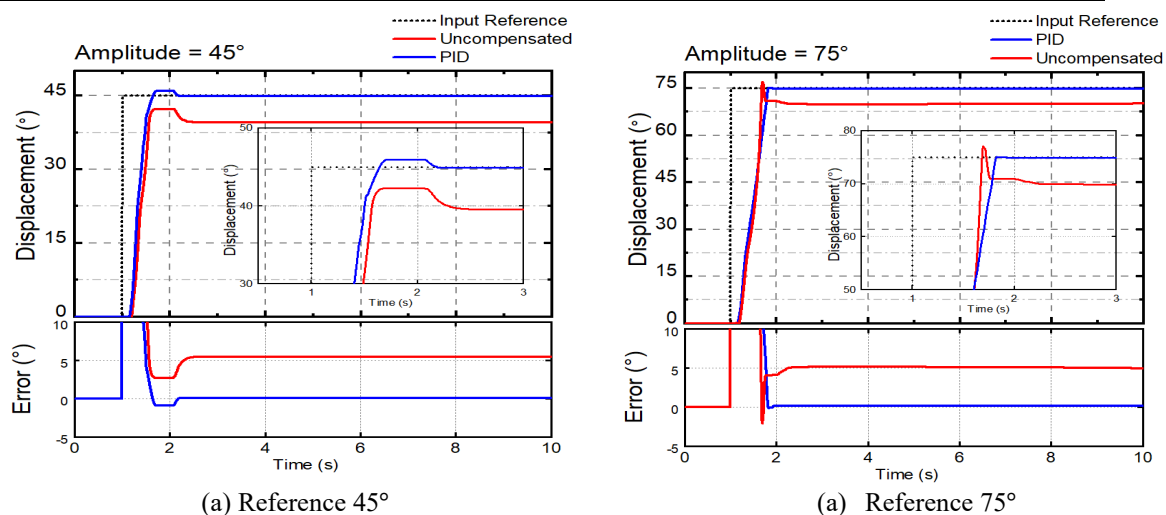 Input Reference
Uncompensated
PID
Amplitude = 45°
Displacement (°)
45
30
15
0
Displacement (°)
50
40
30
1
2
3
Time (s)
Error (°)
10
5
0
-5
0
2
4
6
8
10
Time (s)
(a) Reference 45°
Input Reference
PID
Uncompensated
Amplitude = 75°
Displacement (°)
75
60
45
30
15
0
Displacement (°)
80
70
60
50
1
2
3
Time (s)
Error (°)
10
5
0
-5
0
2
4
6
8
10
Time (s)
(a) Reference 75°